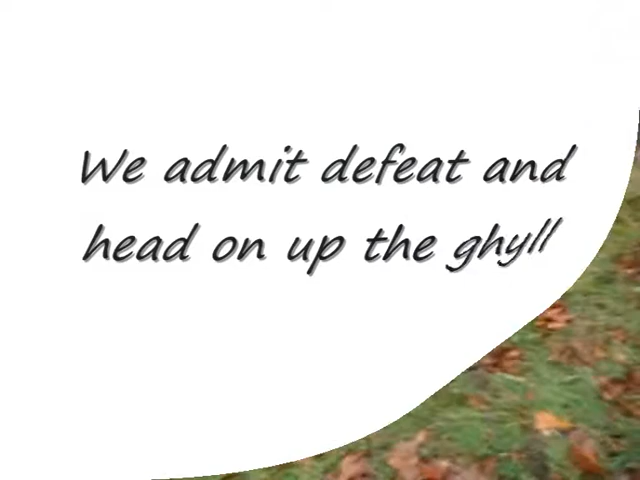 We admit defeat and
head on up the ghyll